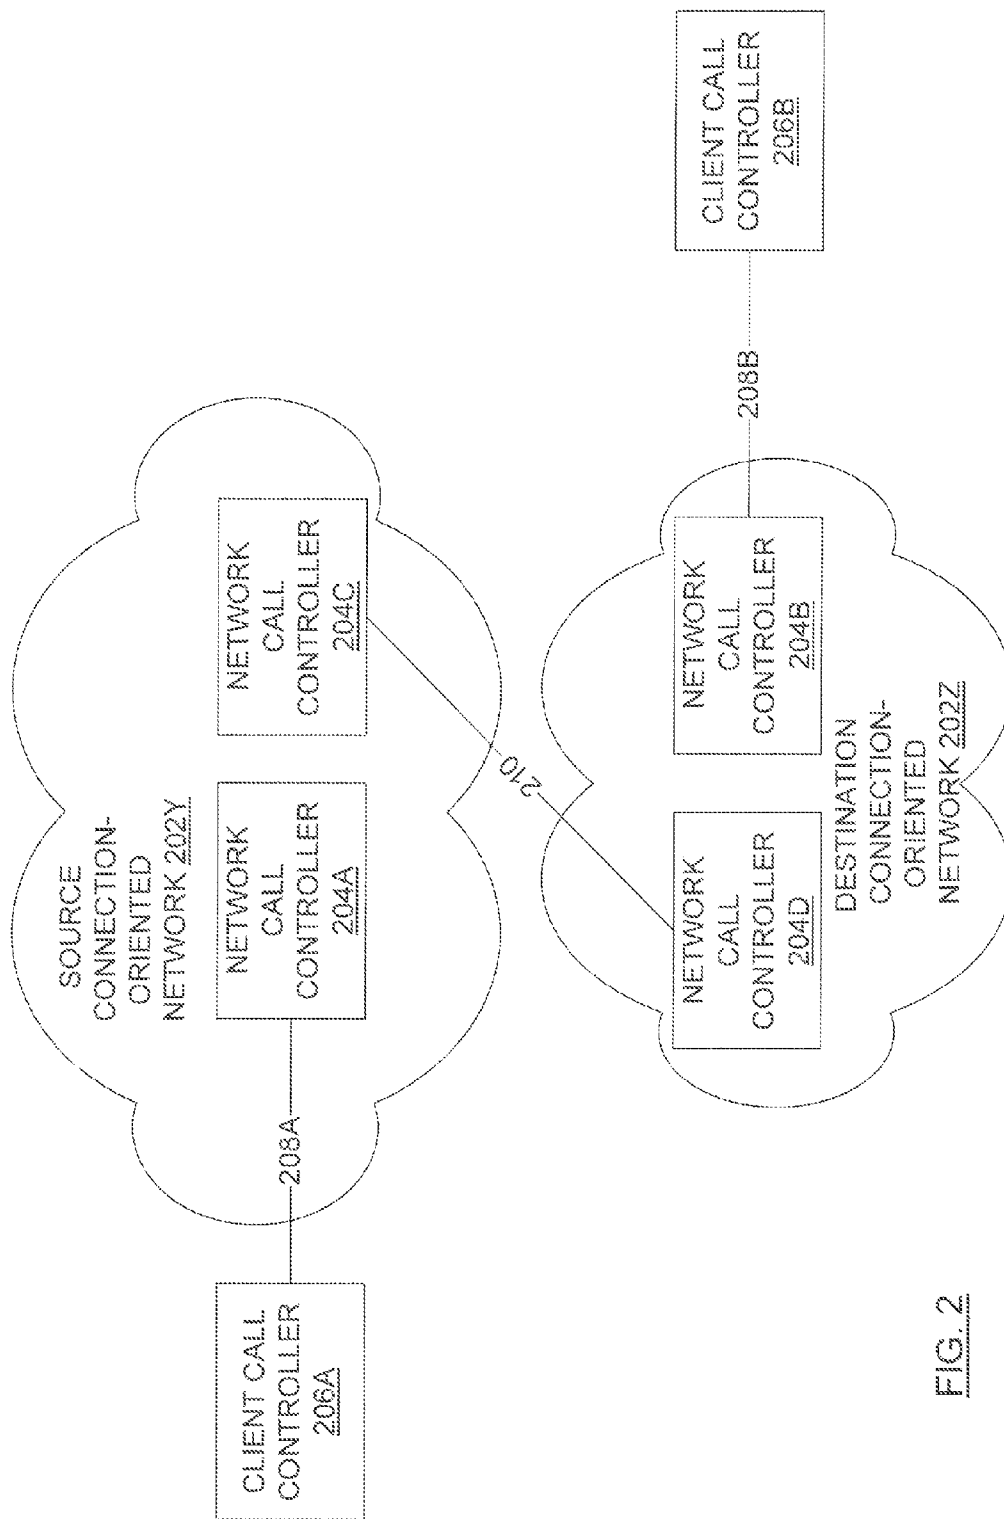 CLIENT CALL
CONTROLLER
206A
208A
SOURCE
CONNECTION-
ORIENTED
NETWORK 202Y
NETWORK
CALL
CONTROLLER
204A
NETWORK
CALL
CONTROLLER
204C
210
NETWORK
CALL
CONTROLLER
204D
NETWORK
CALL
CONTROLLER
204B
DESTINATION
CONNECTION-
ORIENTED
NETWORK 202Z
208B
CLIENT CALL
CONTROLLER
206B
FIG. 2